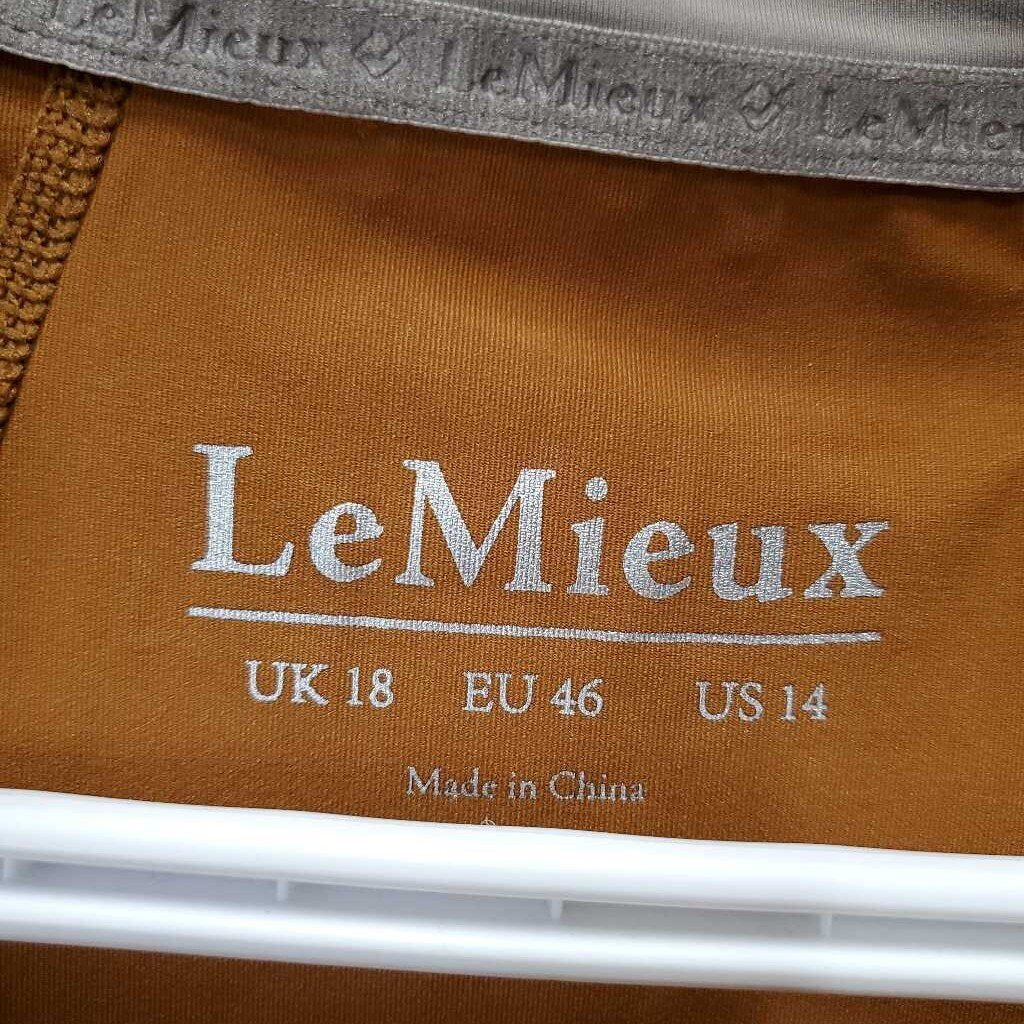 LeMieux LeMieux LeMieux
LeMieux
UK 18 EU 46 US 14
Made in China